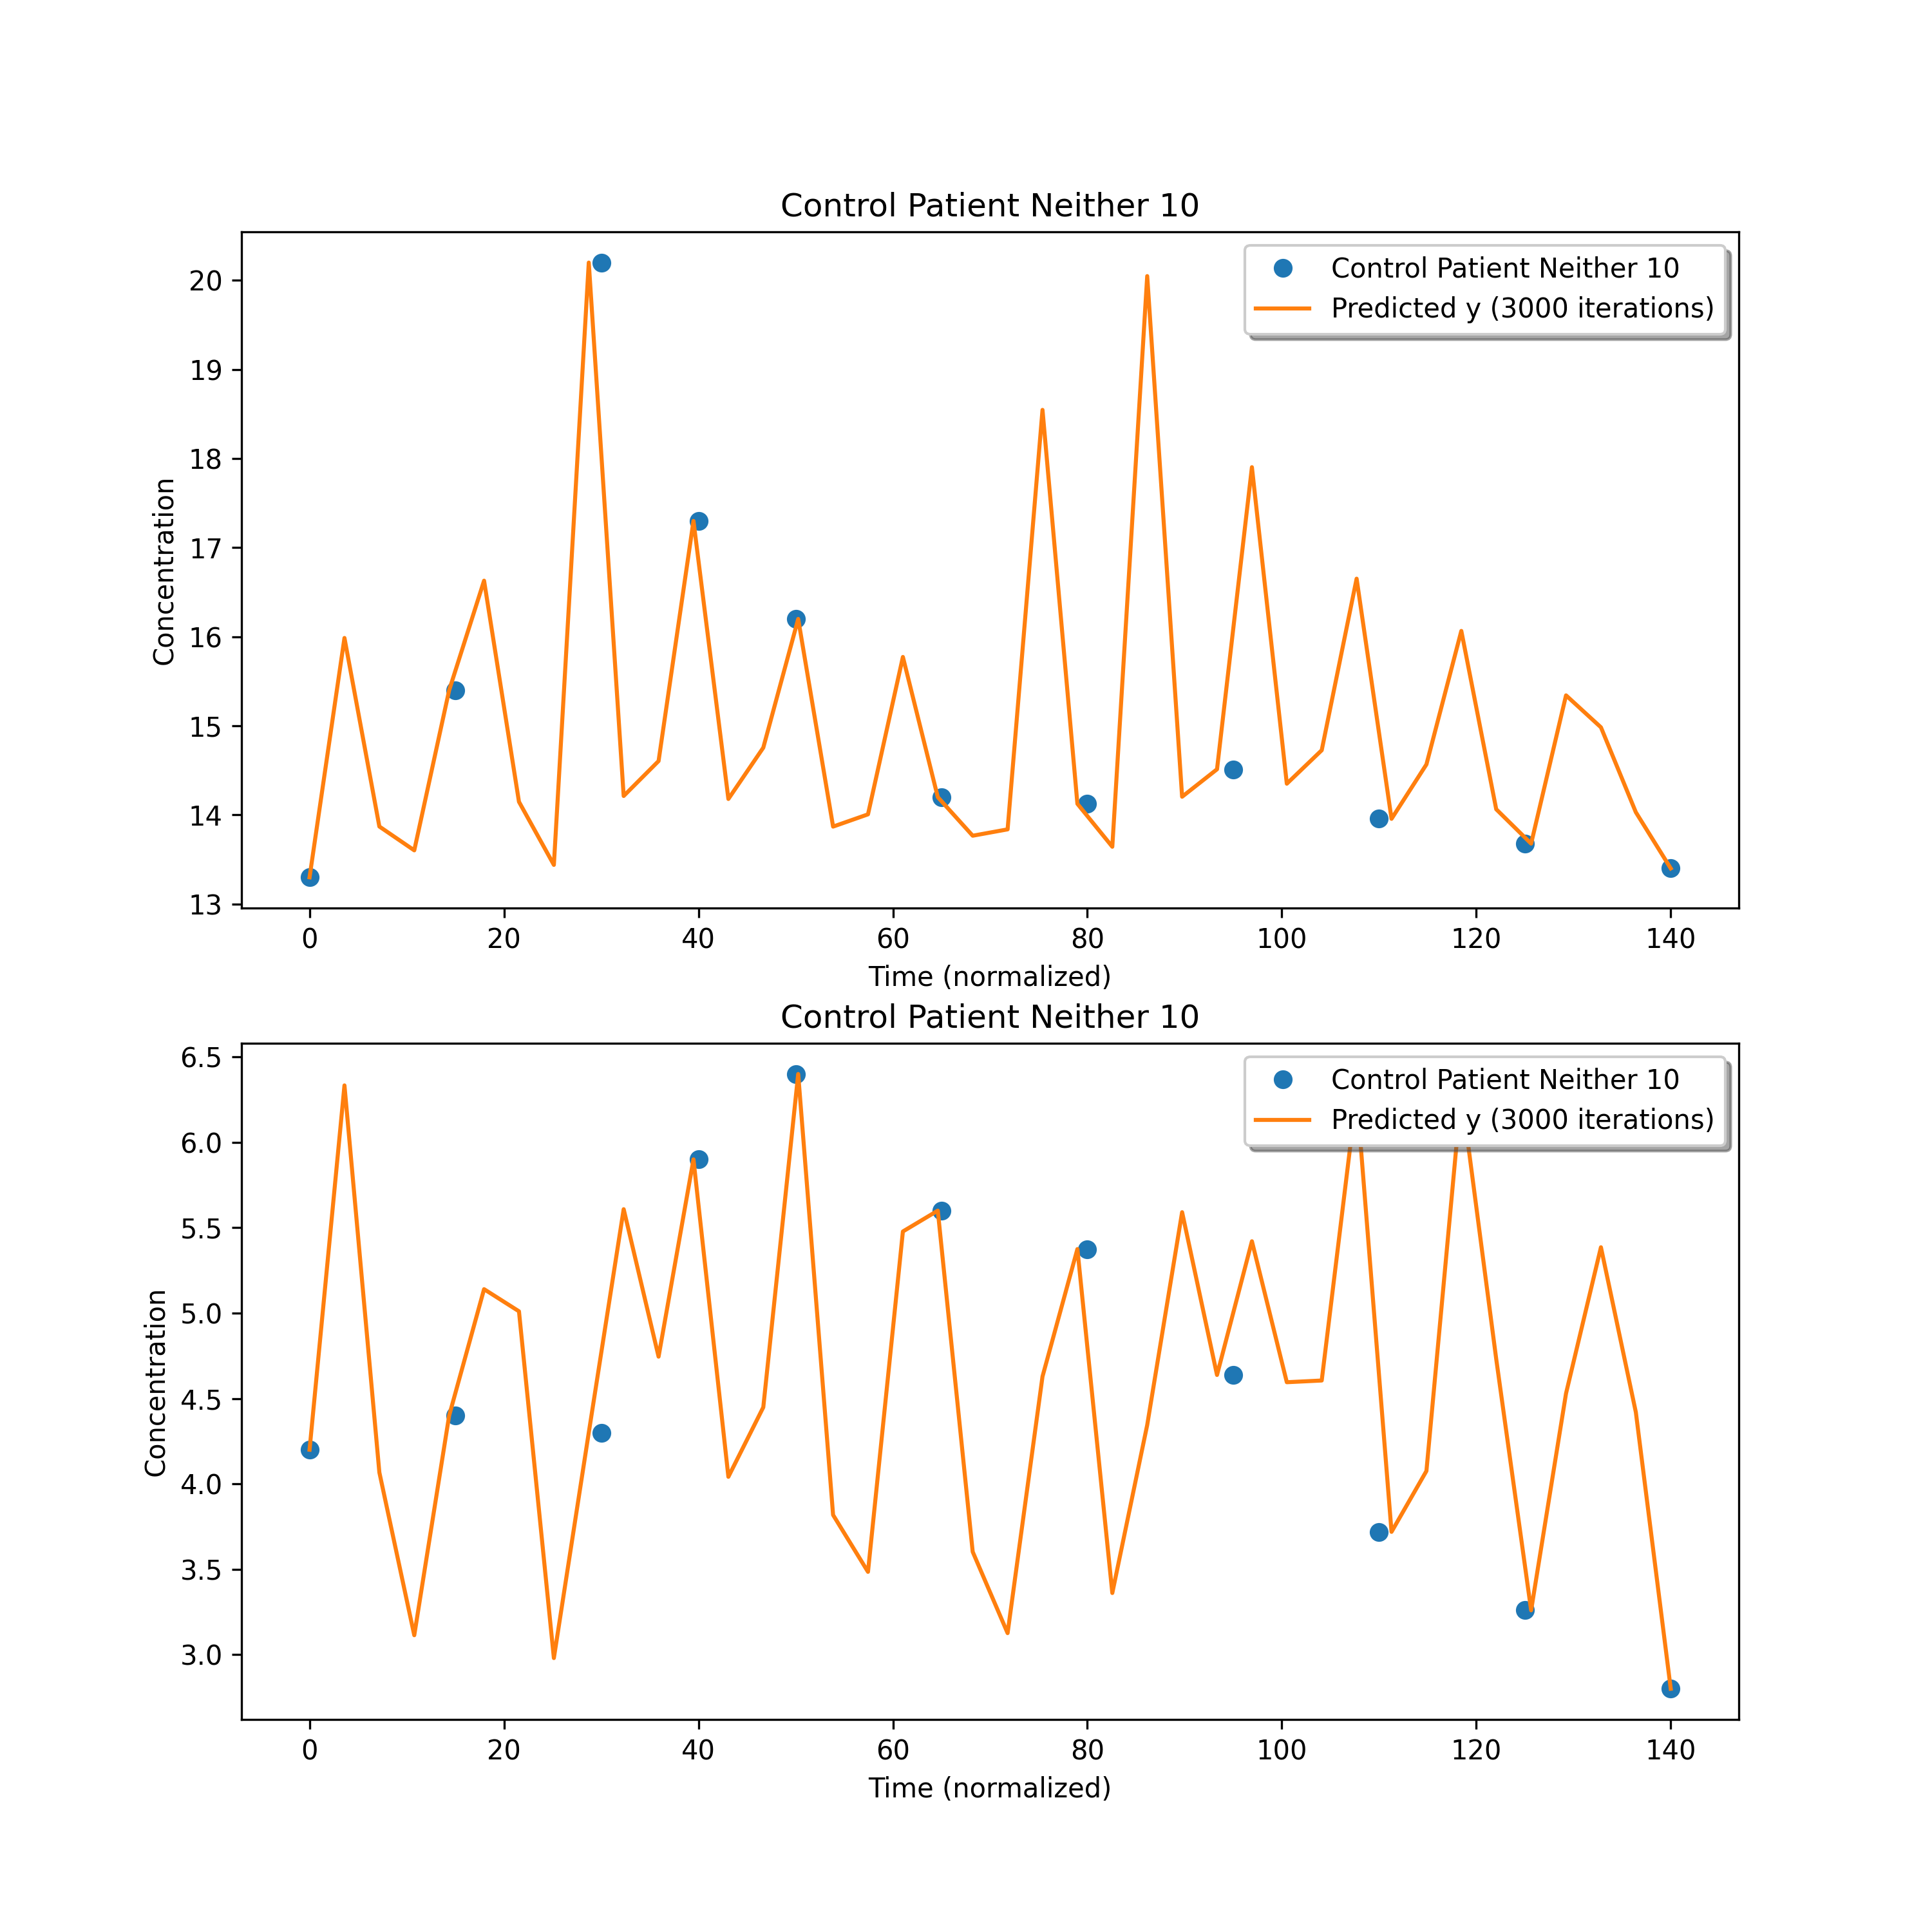 Control Patient Neither 10
Control Patient Neither 10
Predicted y (3000 iterations)
20
19
18
17
16
15
14
13
Concentration
0 20 40 60 80 100 120 140
Time (normalized)
Control Patient Neither 10
Control Patient Neither 10
Predicted y (3000 iterations)
6.5
6.0
5.5
5.0
4.5
4.0
3.5
3.0
Concentration
0 20 40 60 80 100 120 140
Time (normalized)